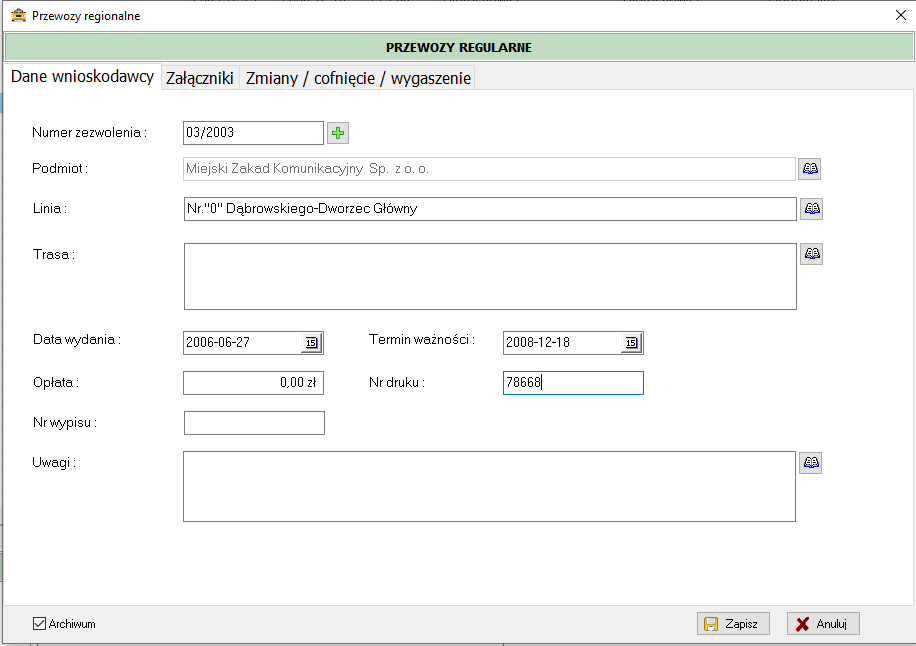 Przewozy regionalne
PRZEWOZY REGULARNE
Dane wnioskodawcy Załączniki Zmiany / cofnięcie / wygaszenie
Numer zezwolenia : 03/2003
Podmiot : Miejski Zakad Komunikacyjny Sp. z o. o.
Linia : Nr."0" Dąbrowskiego-Dworzec Główny
Trasa :
Data wydania : 2006-06-27 15 Termin ważności : 2008-12-18 15
Opłata : 0,00 zł Nr druku : 78668
Nr wypisu :
Uwagi :
Archiwum Zapisz Anuluj